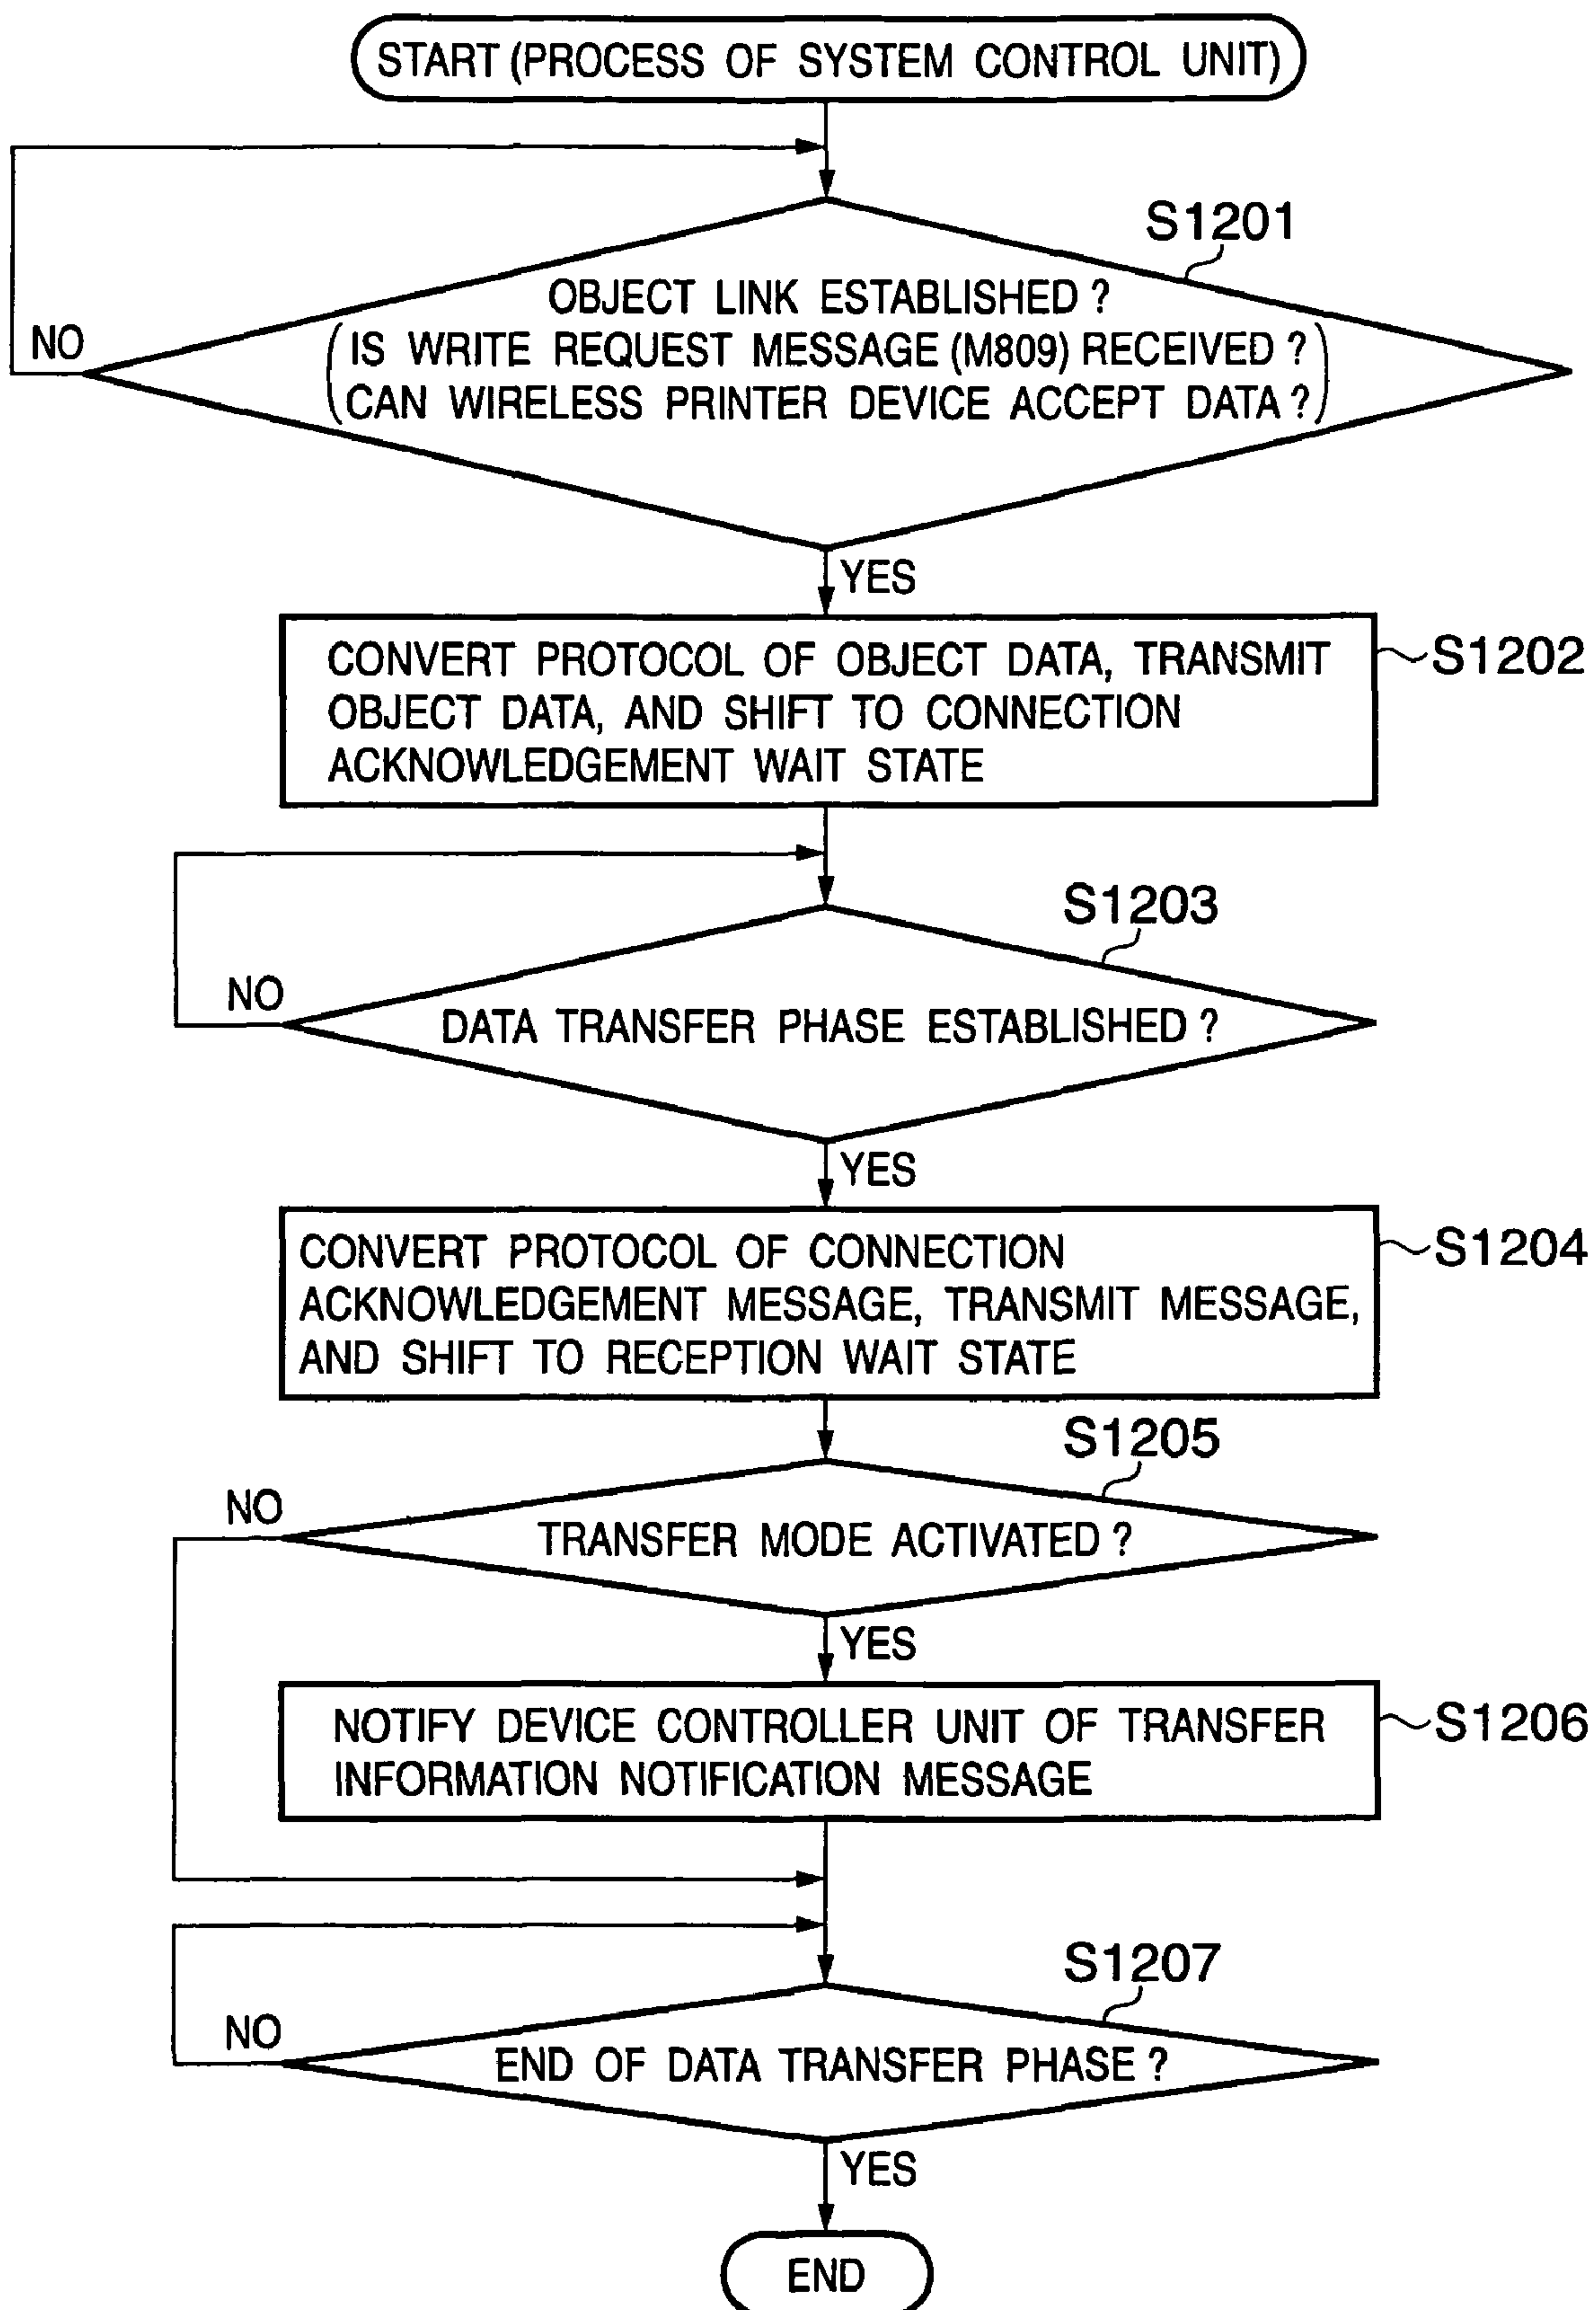 START (PROCESS OF SYSTEM CONTROL UNIT)
S1201
OBJECT LINK ESTABLISHED ?
(IS WRITE REQUEST MESSAGE (M809) RECEIVED ?
CAN WIRELESS PRINTER DEVICE ACCEPT DATA ?)
NO
YES
CONVERT PROTOCOL OF OBJECT DATA, TRANSMIT
OBJECT DATA, AND SHIFT TO CONNECTION
ACKNOWLEDGEMENT WAIT STATE
S1202
S1203
NO
DATA TRANSFER PHASE ESTABLISHED ?
YES
CONVERT PROTOCOL OF CONNECTION
ACKNOWLEDGEMENT MESSAGE, TRANSMIT MESSAGE,
AND SHIFT TO RECEPTION WAIT STATE
S1204
S1205
NO
TRANSFER MODE ACTIVATED ?
YES
NOTIFY DEVICE CONTROLLER UNIT OF TRANSFER
INFORMATION NOTIFICATION MESSAGE
S1206
S1207
NO
END OF DATA TRANSFER PHASE ?
YES
END